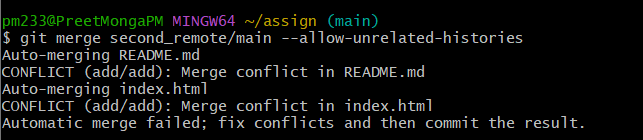 pm233@PreetMongaPM MINGW64 ~/assign (main)
$ git merge second_remote/main --allow-unrelated-histories
Auto-merging README.md
CONFLICT (add/add): Merge conflict in README.md
Auto-merging index.html
CONFLICT (add/add): Merge conflict in index.html
Automatic merge failed; fix conflicts and then commit the result.